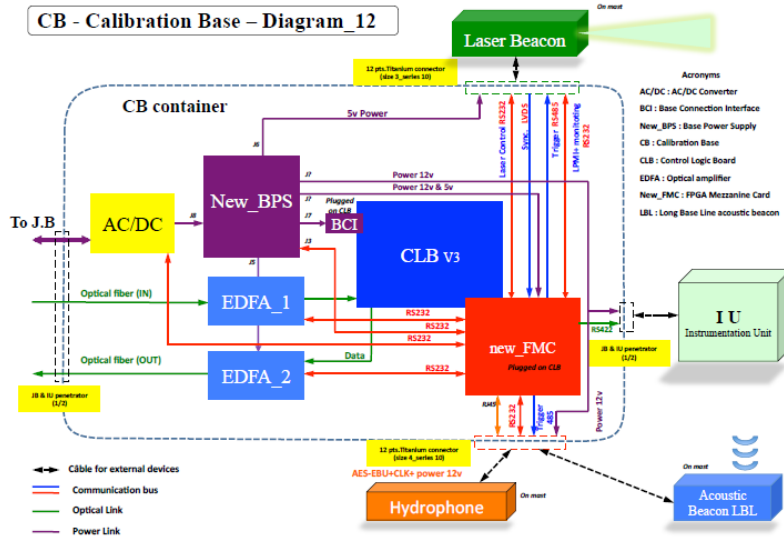 CB - Calibration Base – Diagram_12
On mast
Laser Beacon
12 pts.Titanium connector
(size 3_series 10)
Acronyms
AC/DC : AC/DC Converter
BCI : Base Connection Interface
New_BPS : Base Power Supply
CB : Calibration Base
CLB : Control Logic Board
EDFA : Optical amplifier
New_FMC : FPGA Mezzanine Card
LBL : Long Base Line acoustic beacon
CB container
5v Power
Laser Control RS232
Sync. LVDS
Trigger RS485
LPMI+ monitoting
RS232
J6
J7
Power 12v
Power 12v & 5v
J7
J7
Plugged
on CLB
BCI
New_BPS
To J.B
AC/DC
J8
J3
J5
CLB V3
Optical fiber (IN)
EDFA_1
RS232
RS232
RS232
new_FMC
Plugged on CLB
RS422
I U
Instrumentation Unit
JB & IU penetrator
(1/2)
Optical fiber (OUT)
EDFA_2
Data
RS232
JB & IU penetrator
(1/2)
RJ45
RS232
Trigger
485
Power 12v
12 pts.Titanium connector
(size 4_series 10)
AES-EBU+CLK+ power 12v
Hydrophone
On mast
On mast
Acoustic
Beacon LBL
Câble for external devices
Communication bus
Optical Link
Power Link